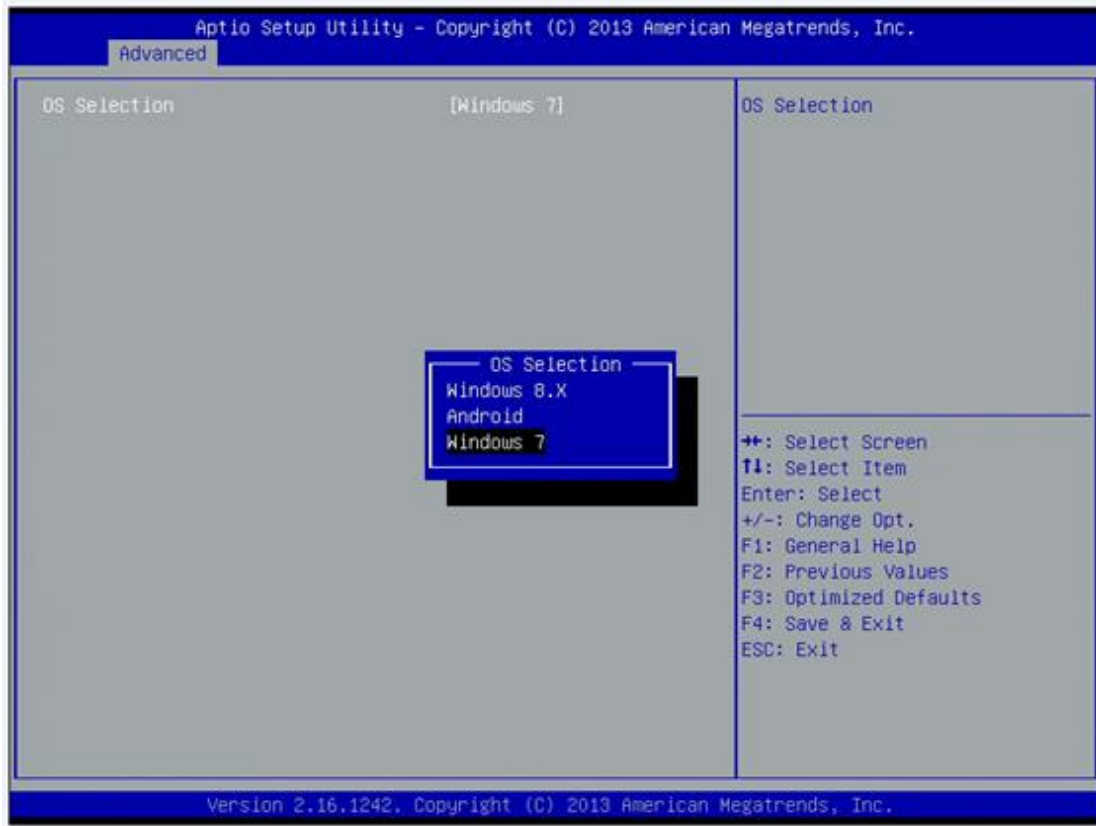 Aptio Setup Utility – Copyright (C) 2013 American Megatrends, Inc.
Advanced
OS Selection [Windows 7]
OS Selection
OS Selection
Windows 8.X
Android
Windows 7
→←: Select Screen
↑↓: Select Item
Enter: Select
+/-: Change Opt.
F1: General Help
F2: Previous Values
F3: Optimized Defaults
F4: Save & Exit
ESC: Exit
Version 2.16.1242. Copyright (C) 2013 American Megatrends, Inc.